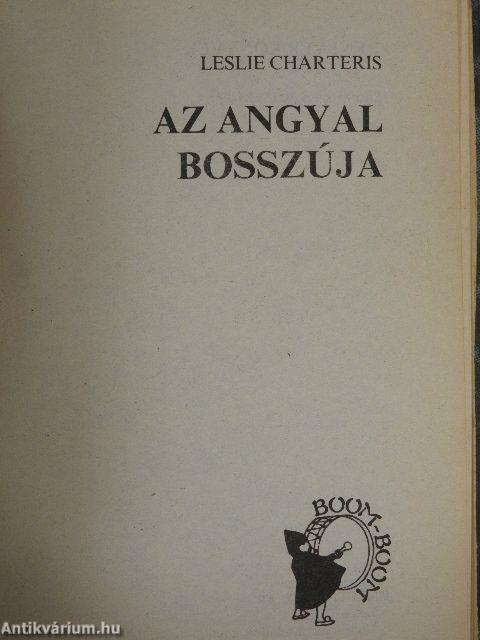 LESLIE CHARTERIS
AZ ANGYAL
BOSSZÚJA
BOOM-BOOM
Antikvárium.hu